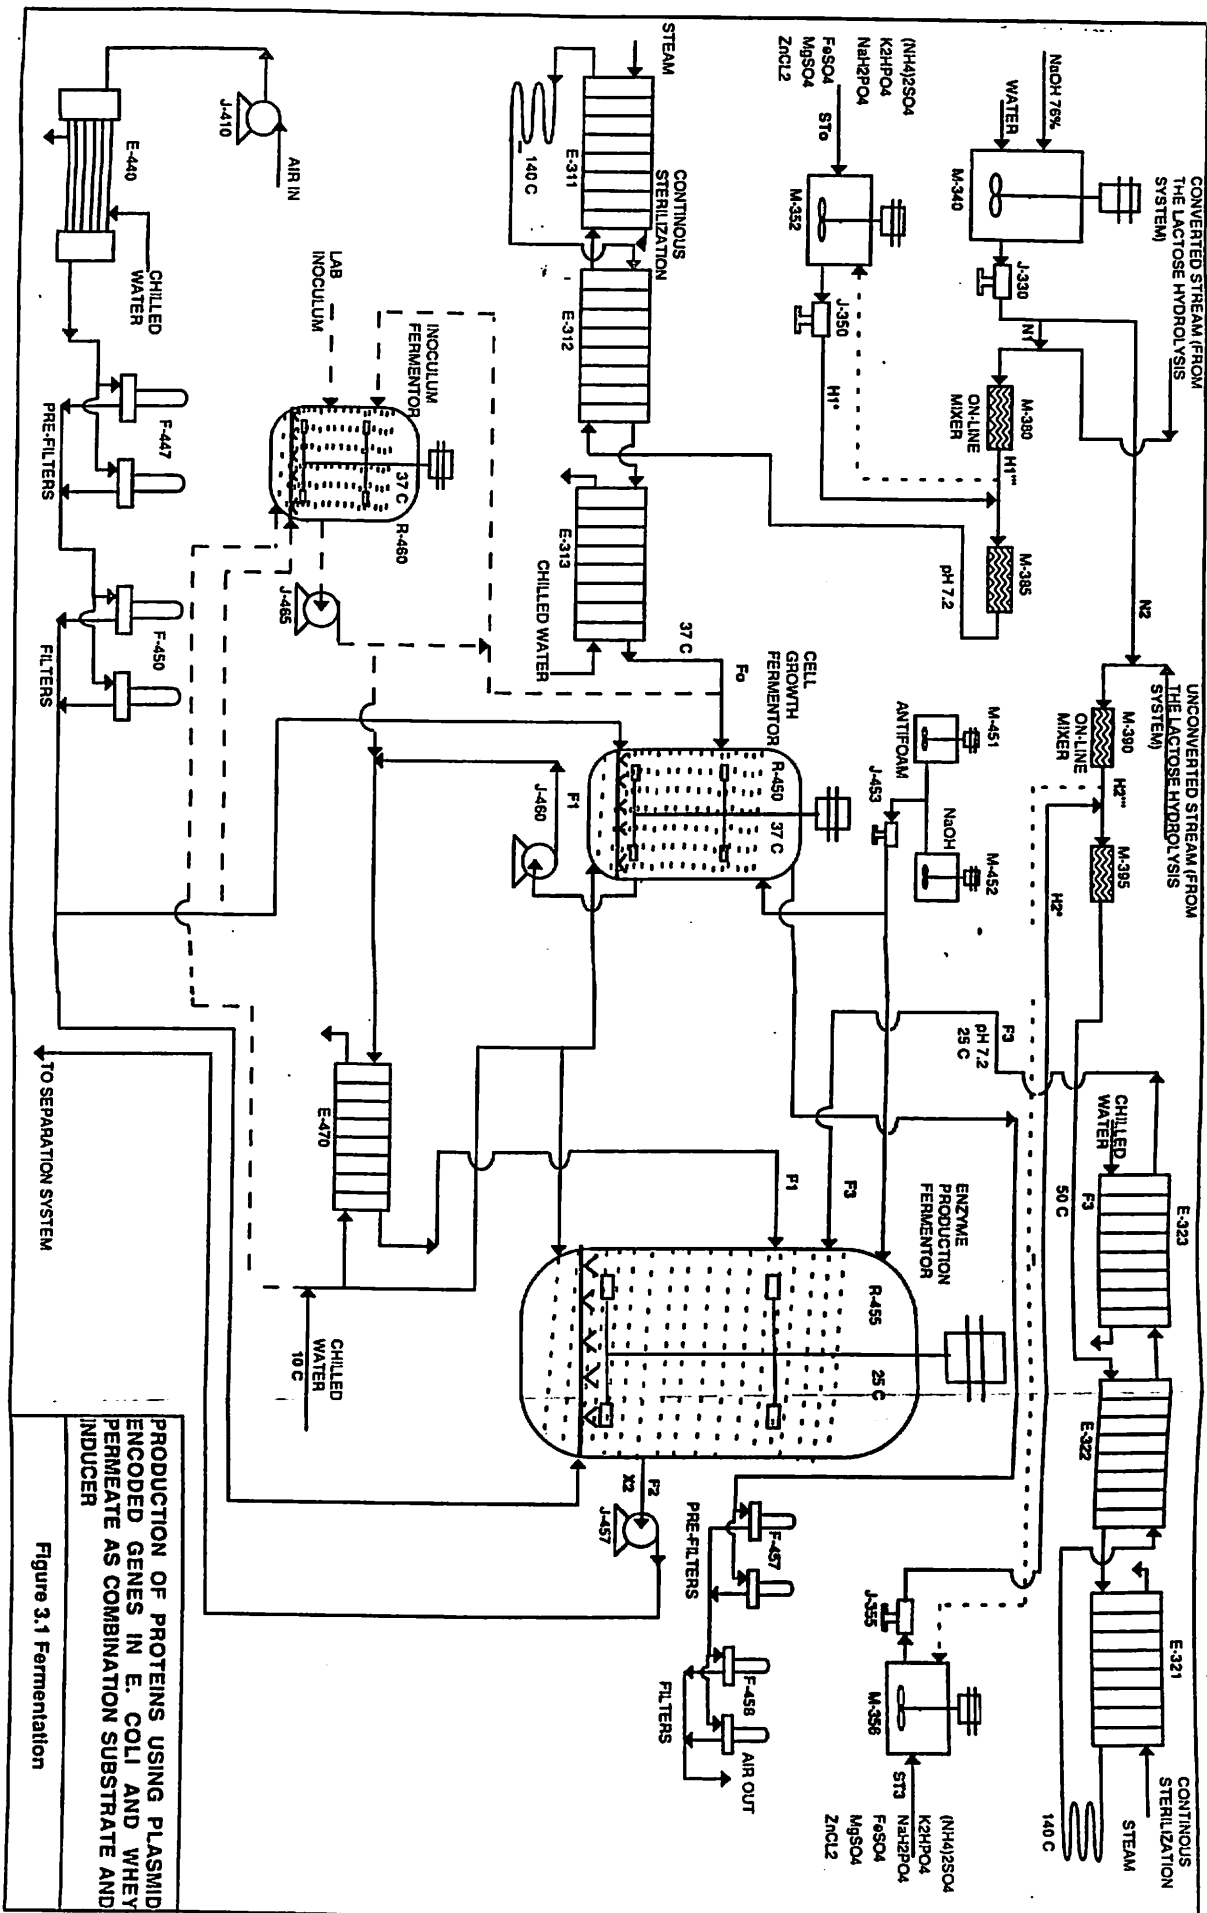 CONVERTED STREAM (FROM
THE LACTOSE HYDROLYSIS
SYSTEM)
NaOH 76%
WATER
M-340
J-330
N1
N2
M-380
ON-LINE
MIXER
H1'''
M-385
pH 7.2
(NH4)2SO4
K2HPO4
NaH2PO4
FeSO4
MgSO4
ZnCL2
STo
M-352
J-350
H1*
UNCONVERTED STREAM (FROM
THE LACTOSE HYDROLYSIS
SYSTEM)
M-390
ON-LINE
MIXER
H2'''
M-395
H2*
STEAM
CONTINOUS
STERILIZATION
E-311
140 C
E-312
E-313
CHILLED WATER
37 C
Fo
M-451
ANTIFOAM
J-453
NaOH
M-452
CELL
GROWTH
FERMENTOR
R-450
37 C
F1
J-460
F3
pH 7.2
25 C
CHILLED
WATER
F3
50 C
E-323
E-322
E-321
CONTINOUS
STERILIZATION
STEAM
140 C
(NH4)2SO4
K2HPO4
NaH2PO4
FeSO4
MgSO4
ZnCL2
ST3
M-356
J-355
LAB
INOCULUM
INOCULUM
FERMENTOR
37 C
R-460
J-465
AIR IN
J-410
E-440
CHILLED
WATER
F-447
PRE-FILTERS
F-450
FILTERS
E-470
CHILLED
WATER
10 C
F1
F3
ENZYME
PRODUCTION
FERMENTOR
R-455
25 C
F2
X2
J-457
F-457
PRE-FILTERS
F-458
FILTERS
AIR OUT
TO SEPARATION SYSTEM
PRODUCTION OF PROTEINS USING PLASMID
ENCODED GENES IN E. COLI AND WHEY
PERMEATE AS COMBINATION SUBSTRATE AND
INDUCER
Figure 3.1 Fermentation